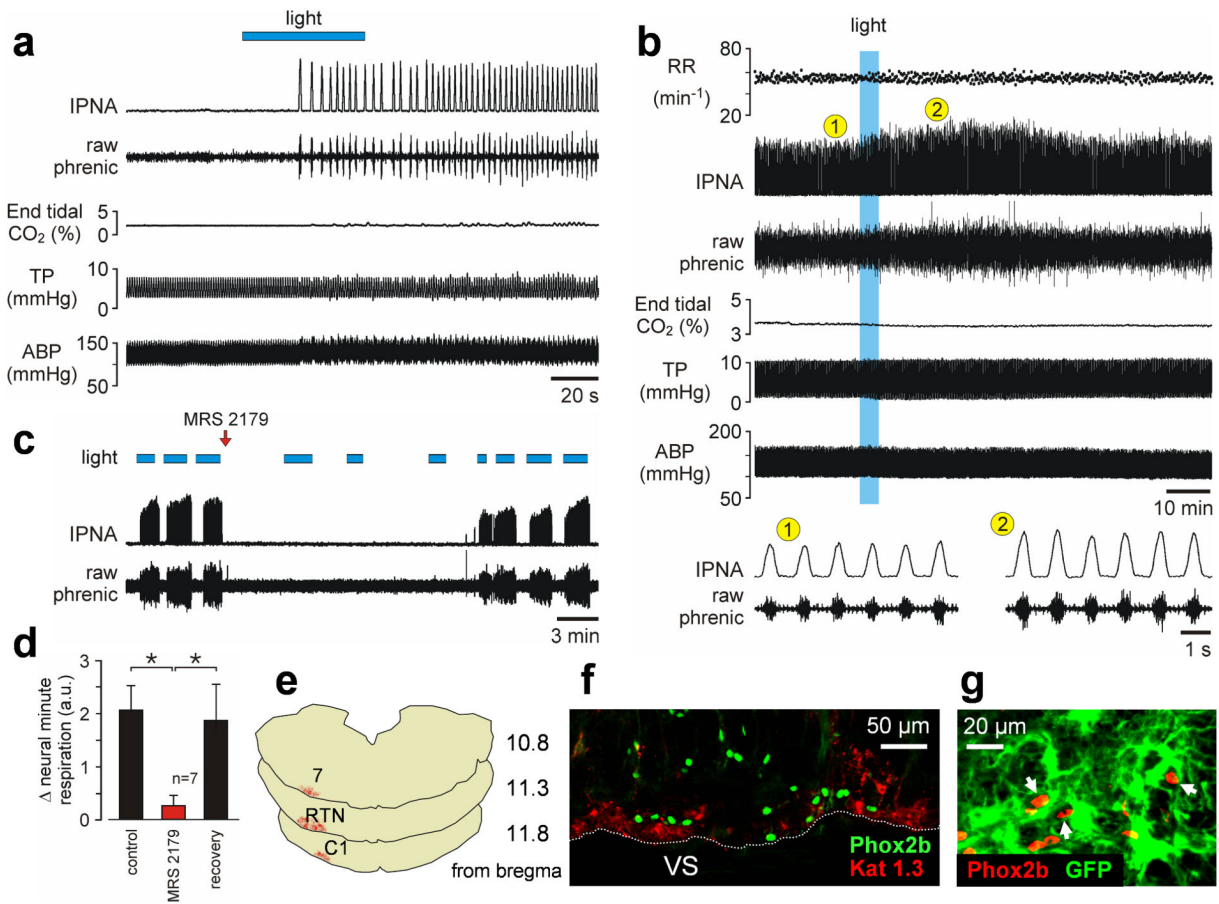 a
light
IPNA
raw
phrenic
End tidal
CO₂ (%)
5
0
TP
(mmHg)
10
0
ABP
(mmHg)
150
50
20 s
b
light
RR
(min⁻¹)
80
20
1
2
IPNA
raw
phrenic
End tidal
CO₂ (%)
5
3
TP
(mmHg)
10
0
ABP
(mmHg)
200
50
10 min
1
2
IPNA
raw
phrenic
1 s
c
MRS 2179
light
IPNA
raw
phrenic
3 min
d
Δ neural minute
respiration (a.u.)
3
2
1
0
*
*
n=7
control
MRS 2179
recovery
e
7
RTN
C1
10.8
11.3
11.8
from bregma
f
50 µm
VS
Phox2b
Kat 1.3
g
20 µm
Phox2b GFP